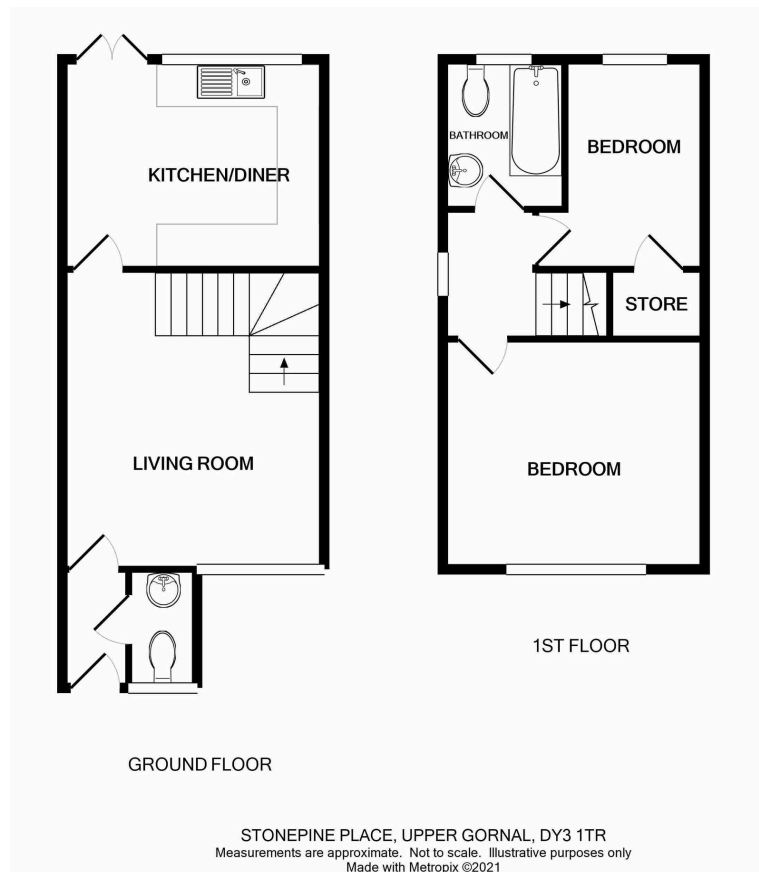 KITCHEN/DINER
LIVING ROOM
GROUND FLOOR
BATHROOM
BEDROOM
STORE
BEDROOM
1ST FLOOR
STONEPINE PLACE, UPPER GORNAL, DY3 1TR
Measurements are approximate. Not to scale. Illustrative purposes only
Made with Metropix ©2021